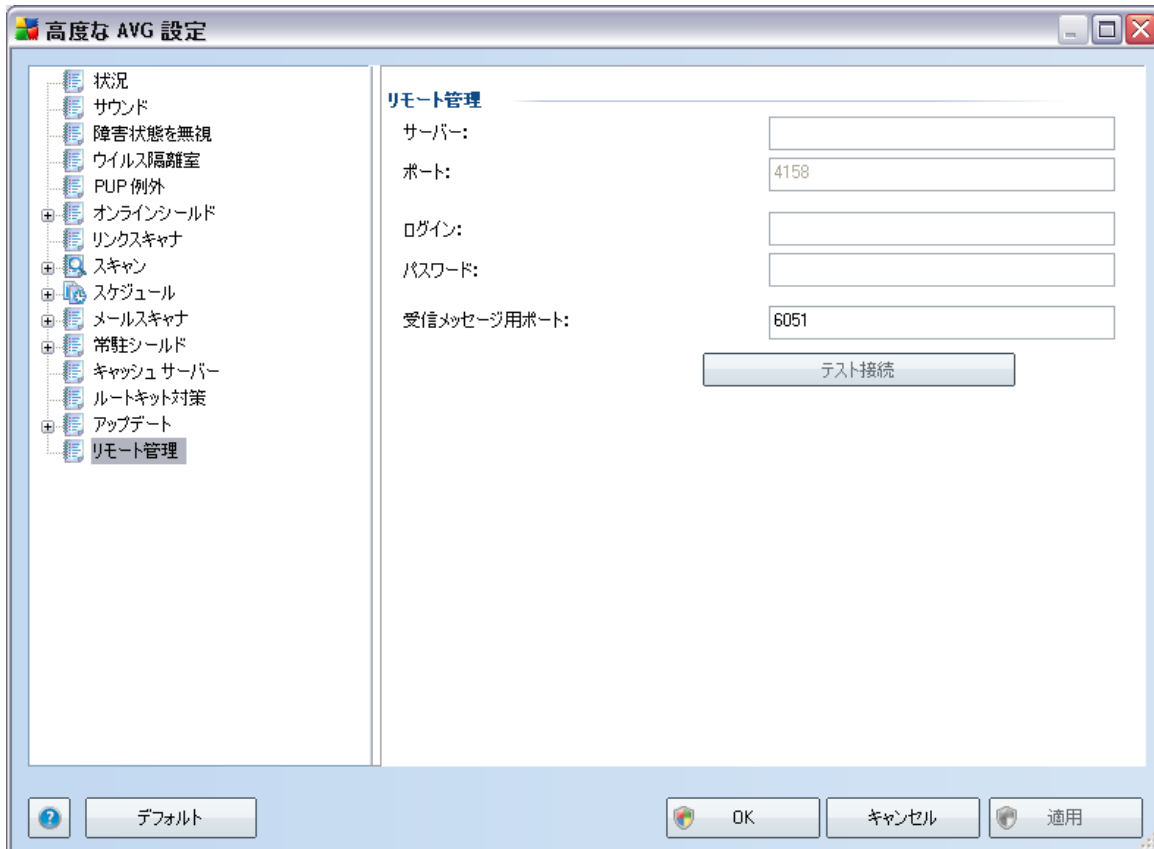 高度な AVG 設定
状況
サウンド
障害状態を無視
ウイルス隔離室
PUP 例外
オンラインシールド
リンクスキャナ
スキャン
スケジュール
メールスキャナ
常駐シールド
キャッシュ サーバー
ルートキット対策
アップデート
リモート管理
リモート管理
サーバー:
ポート: 4158
ログイン:
パスワード:
受信メッセージ用ポート: 6051
テスト接続
デフォルト OK キャンセル 適用